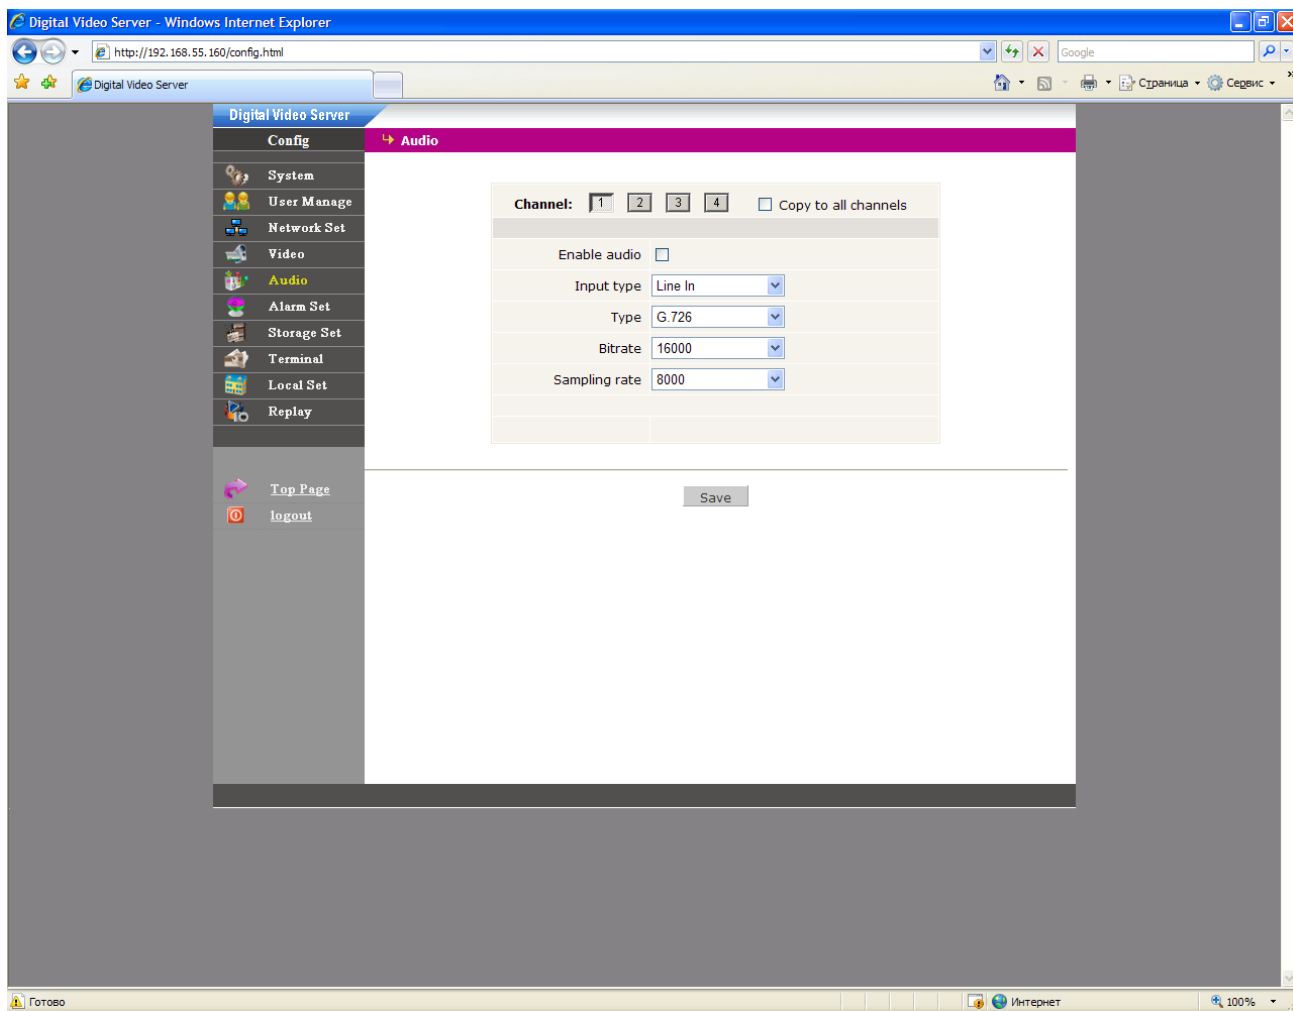 Digital Video Server - Windows Internet Explorer
http://192.168.55.160/config.html
Google
Digital Video Server
Страница
Сервис
»
Digital Video Server
Config
Audio
System
User Manage
Network Set
Video
Audio
Alarm Set
Storage Set
Terminal
Local Set
Replay
Top Page
logout
Channel: 1 2 3 4 Copy to all channels
Enable audio
Input type Line In
Type G.726
Bitrate 16000
Sampling rate 8000
Save
Готово
Интернет
100%